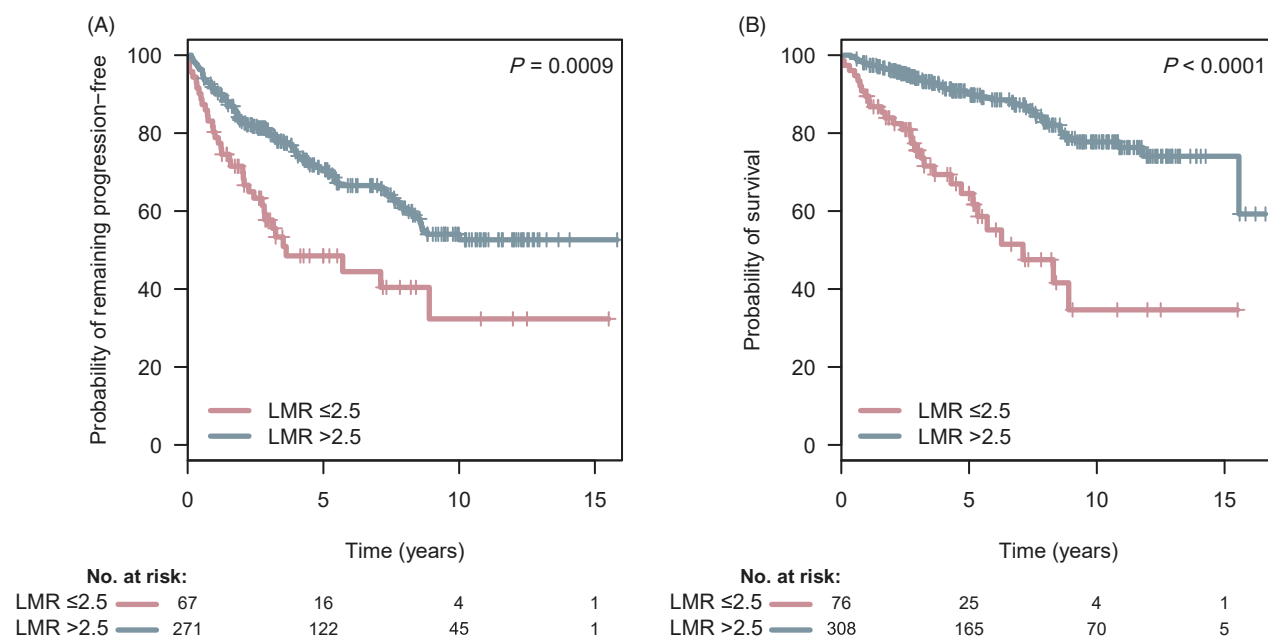 (A)
Probability of remaining progression–free
100
80
60
40
20
0
P = 0.0009
LMR ≤2.5
LMR >2.5
0 5 10 15
Time (years)
No. at risk:
LMR ≤2.5 67 16 4 1
LMR >2.5 271 122 45 1
(B)
Probability of survival
100
80
60
40
20
0
P < 0.0001
LMR ≤2.5
LMR >2.5
0 5 10 15
Time (years)
No. at risk:
LMR ≤2.5 76 25 4 1
LMR >2.5 308 165 70 5